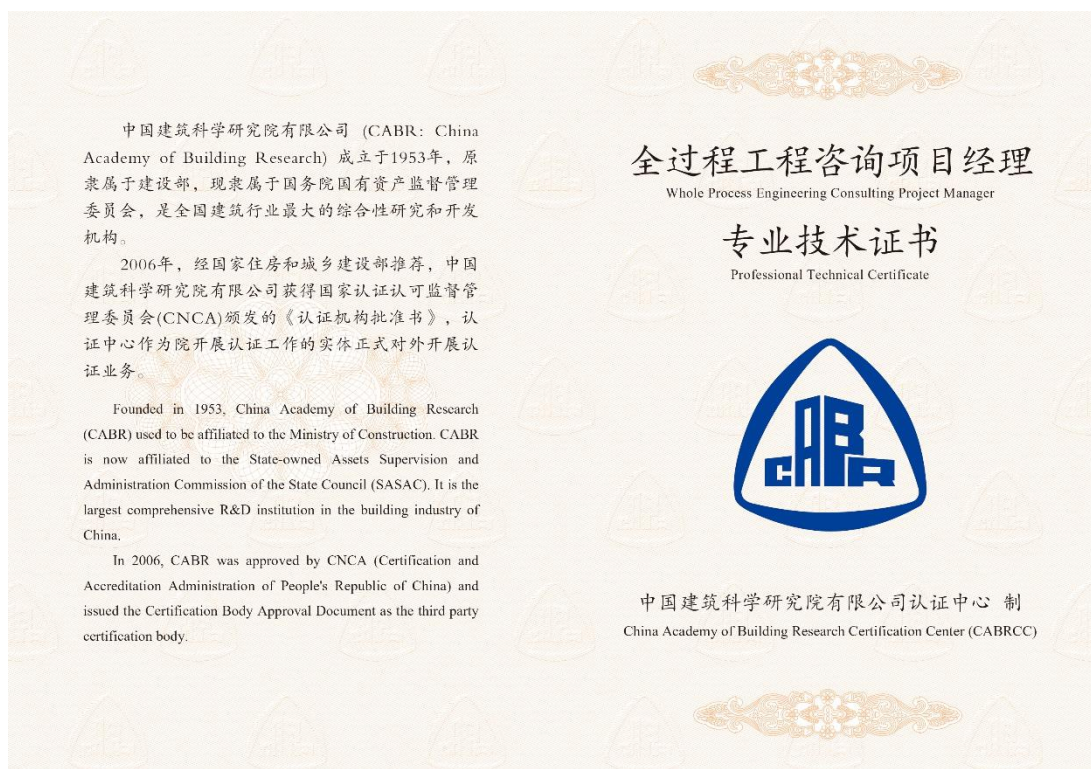 中国建筑科学研究院有限公司 (CABR: China
Academy of Building Research) 成立于1953年，原
隶属于建设部，现隶属于国务院国有资产监督管理
委员会，是全国建筑行业最大的综合性研究和开发
机构。
2006年，经国家住房和城乡建设部推荐，中国
建筑科学研究院有限公司获得国家认证认可监督管
理委员会(CNCA)颁发的《认证机构批准书》，认
证中心作为院开展认证工作的实体正式对外开展认
证业务。
Founded in 1953, China Academy of Building Research
(CABR) used to be affiliated to the Ministry of Construction. CABR
is now affiliated to the State-owned Assets Supervision and
Administration Commission of the State Council (SASAC). It is the
largest comprehensive R&D institution in the building industry of
China.
In 2006, CABR was approved by CNCA (Certification and
Accreditation Administration of People's Republic of China) and
issued the Certification Body Approval Document as the third party
certification body.
全过程工程咨询项目经理
Whole Process Engineering Consulting Project Manager
专业技术证书
Professional Technical Certificate
CABR
中国建筑科学研究院有限公司认证中心 制
China Academy of Building Research Certification Center (CABRCC)